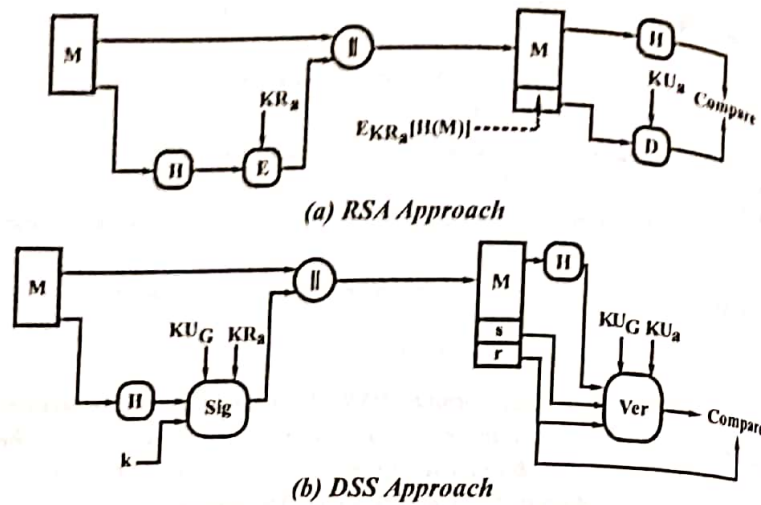 M
||
M
H
KRa
KUa
Compare
EKRa[H(M)]
H
E
D
(a) RSA Approach
M
||
M
H
s
r
KUG KRa
KUG KUa
H
Sig
Ver
Compare
k
(b) DSS Approach